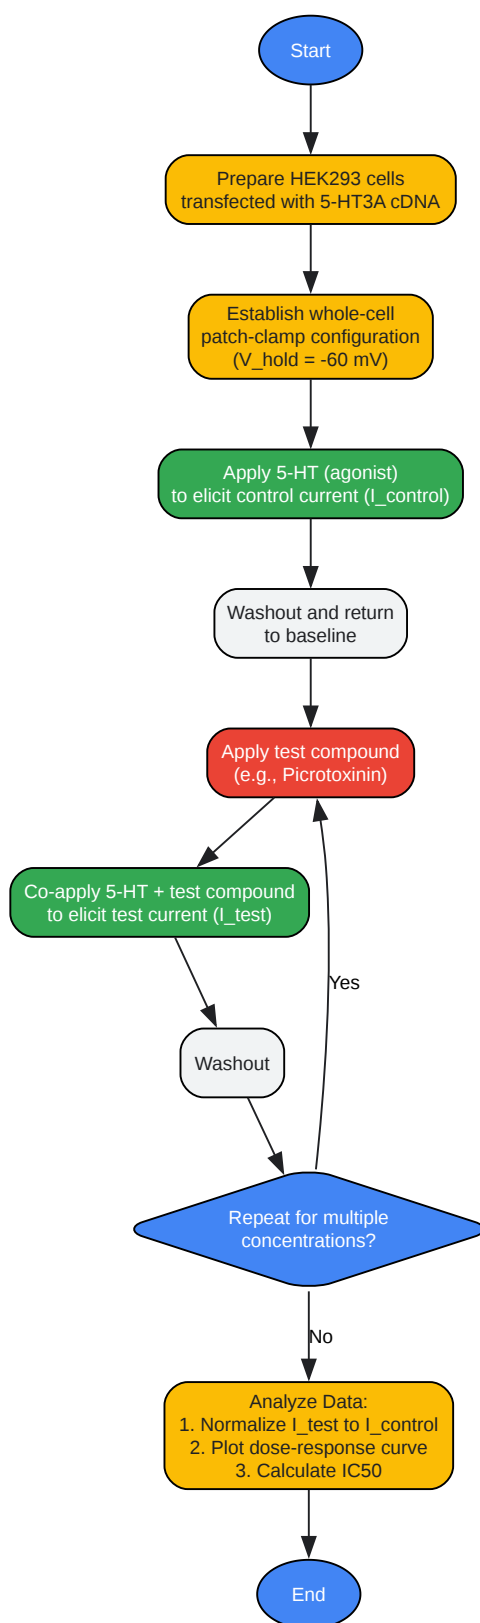 Start
Prepare HEK293 cells
transfected with 5-HT3A cDNA
Establish whole-cell
patch-clamp configuration
(V_hold = -60 mV)
Apply 5-HT (agonist)
to elicit control current (I_control)
Washout and return
to baseline
Apply test compound
(e.g., Picrotoxinin)
Co-apply 5-HT + test compound
to elicit test current (I_test)
Yes
Washout
Repeat for multiple
concentrations?
No
Analyze Data:
1. Normalize I_test to I_control
2. Plot dose-response curve
3. Calculate IC50
End